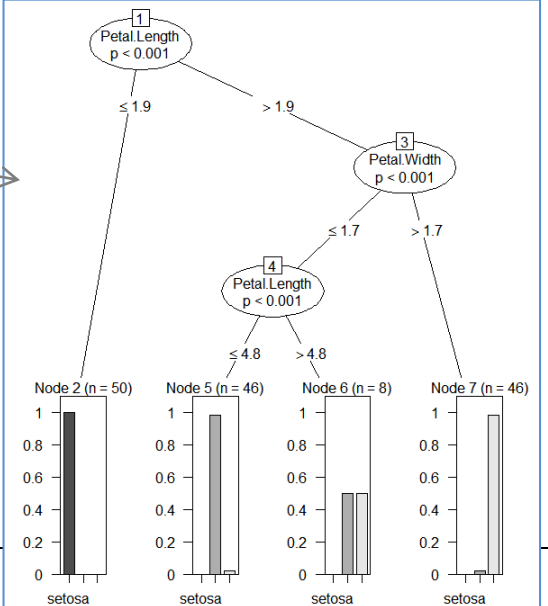 1
Petal.Length
p < 0.001
≤ 1.9
> 1.9
3
Petal.Width
p < 0.001
≤ 1.7
> 1.7
4
Petal.Length
p < 0.001
≤ 4.8
> 4.8
Node 2 (n = 50)
Node 5 (n = 46)
Node 6 (n = 8)
Node 7 (n = 46)
1
0.8
0.6
0.4
0.2
0
setosa
1
0.8
0.6
0.4
0.2
0
setosa
1
0.8
0.6
0.4
0.2
0
setosa
1
0.8
0.6
0.4
0.2
0
setosa